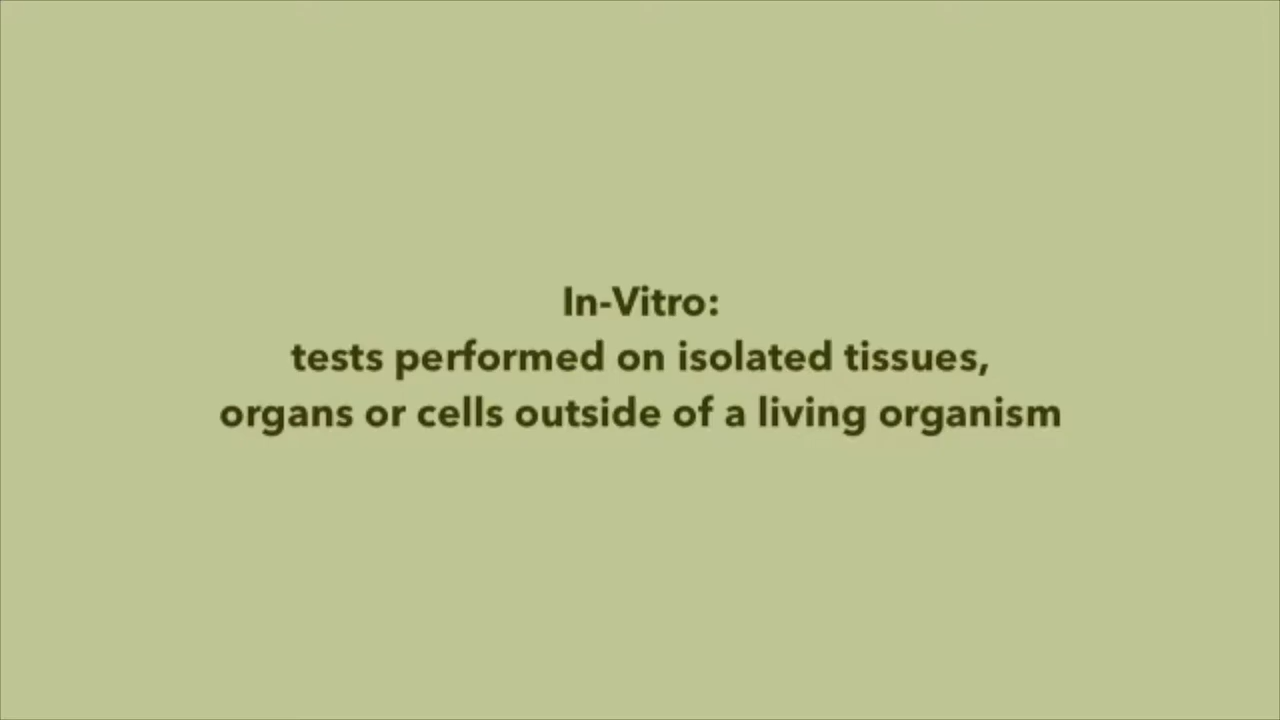 In-Vitro:
tests performed on isolated tissues,
organs or cells outside of a living organism